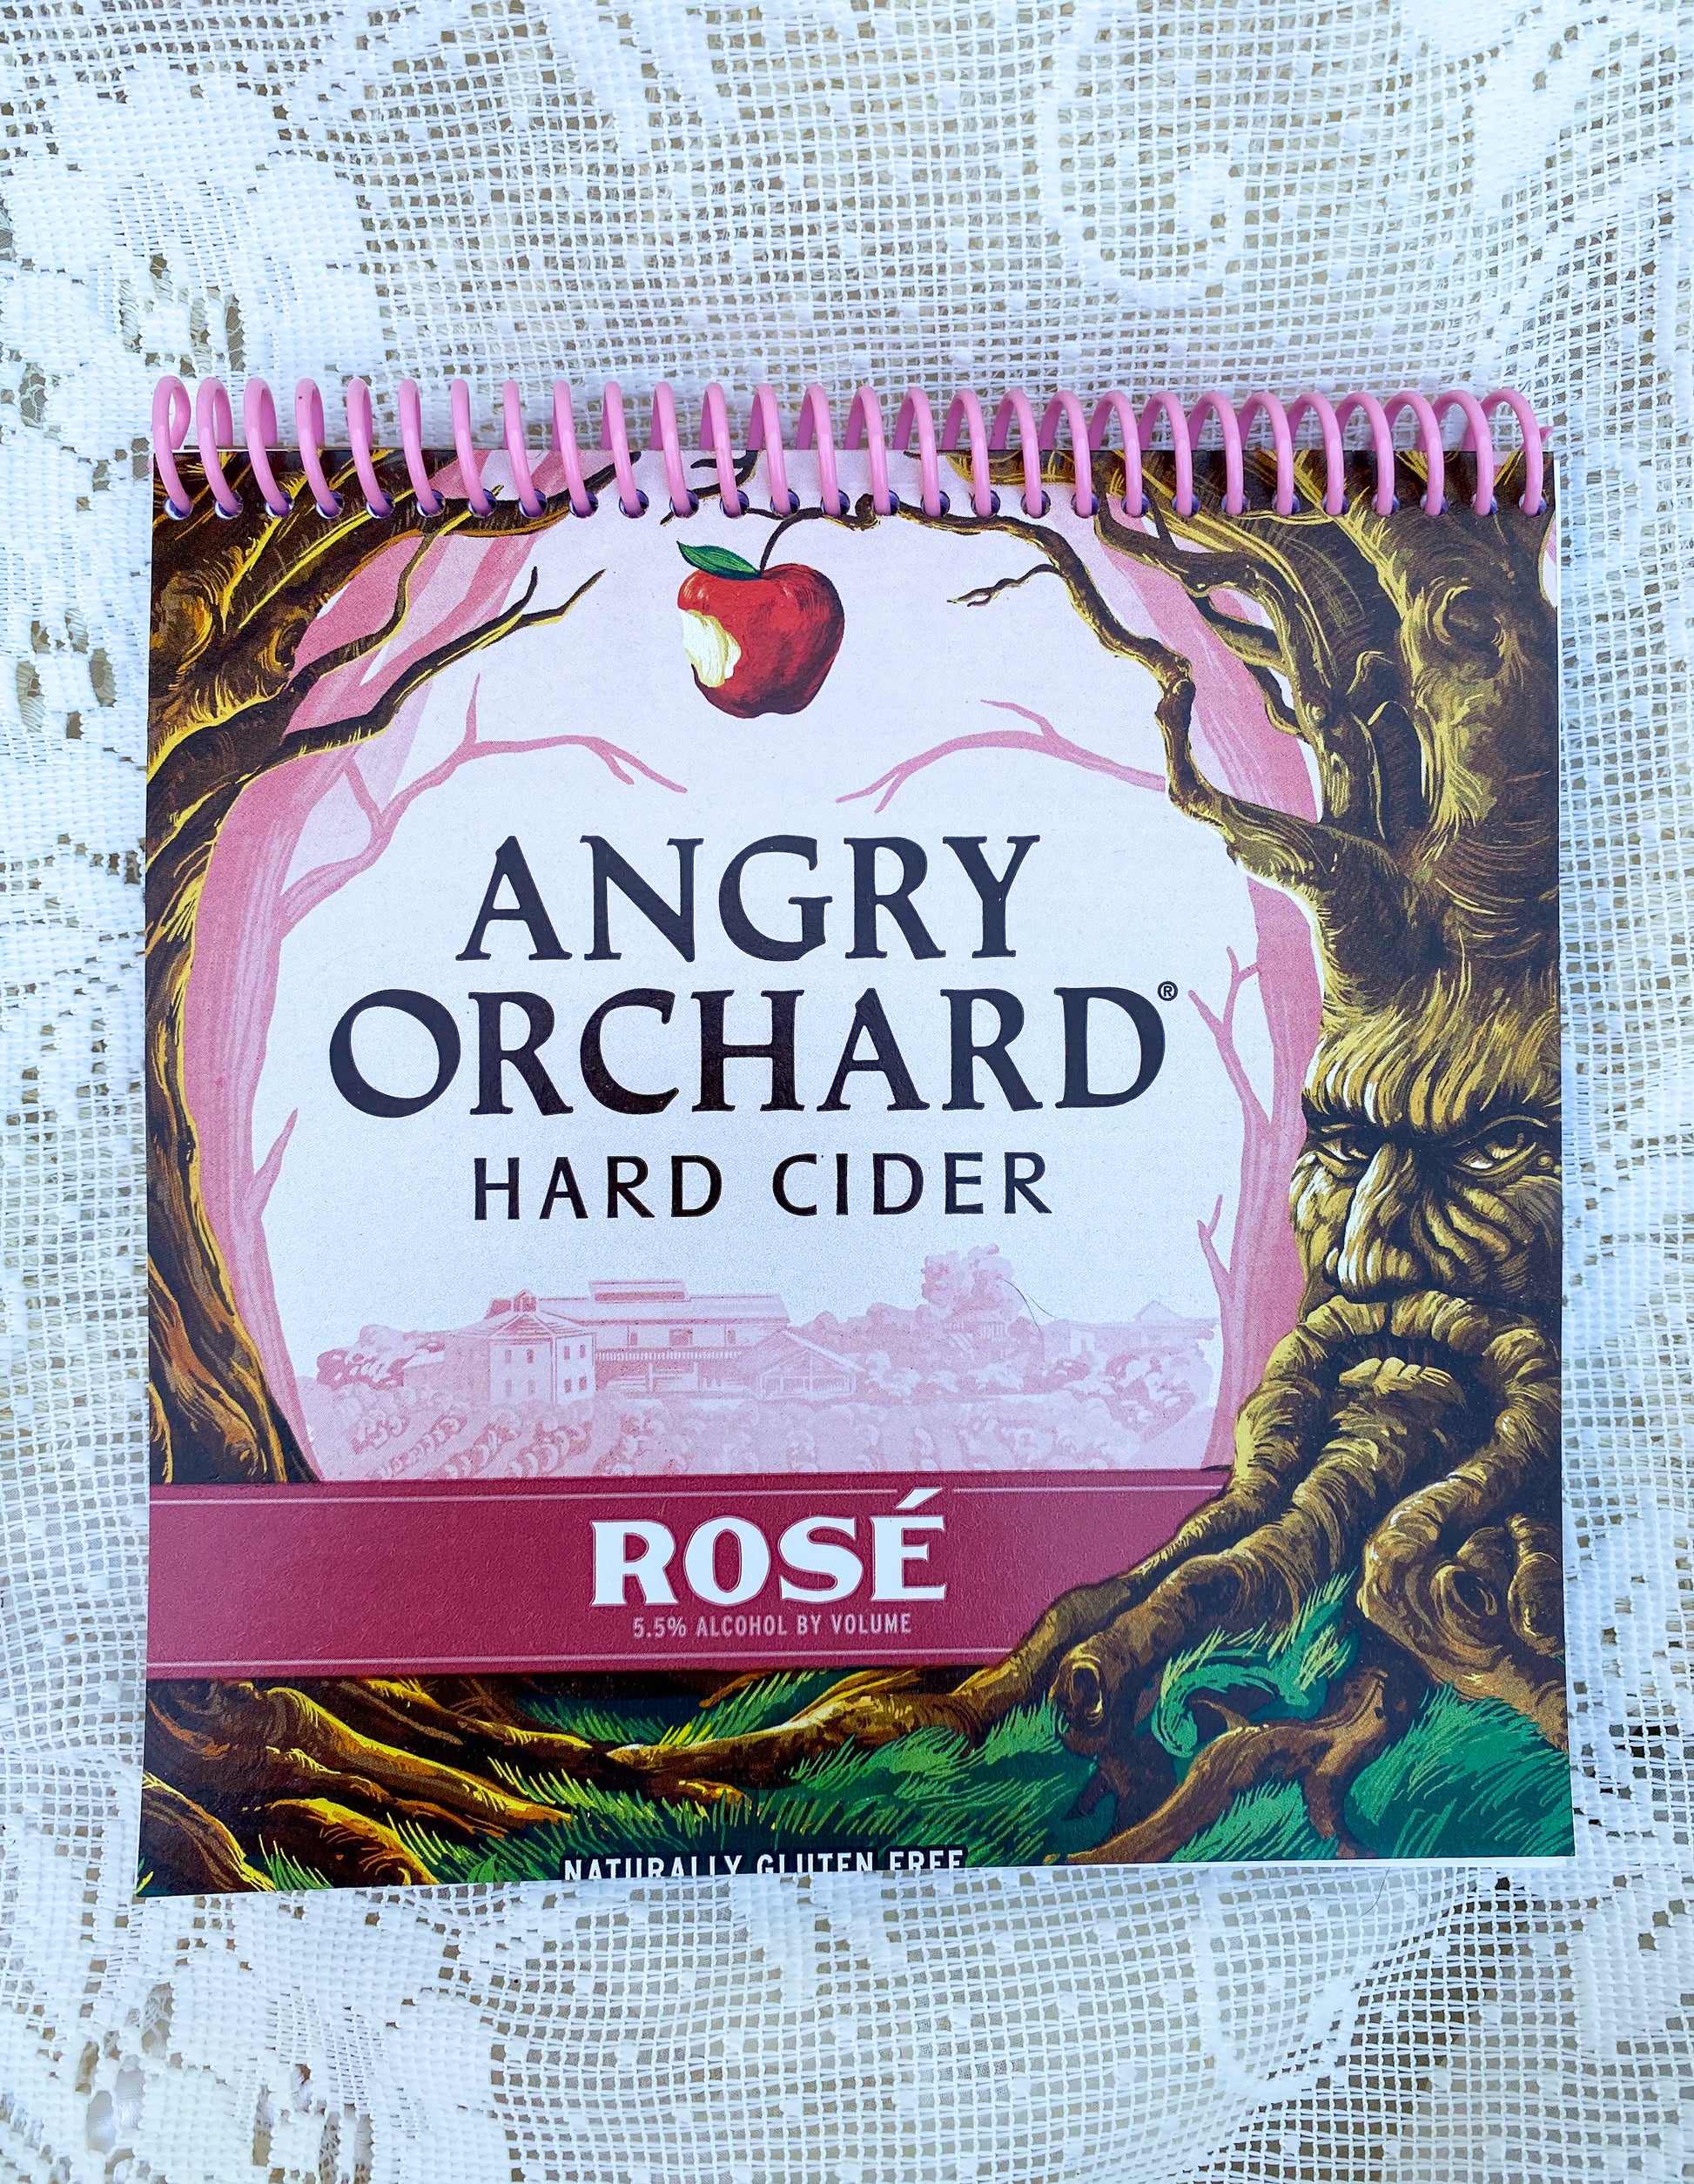 ANGRY
ORCHARD®
HARD CIDER
ROSÉ
5.5% ALCOHOL BY VOLUME
NATURALLY GLUTEN FREE